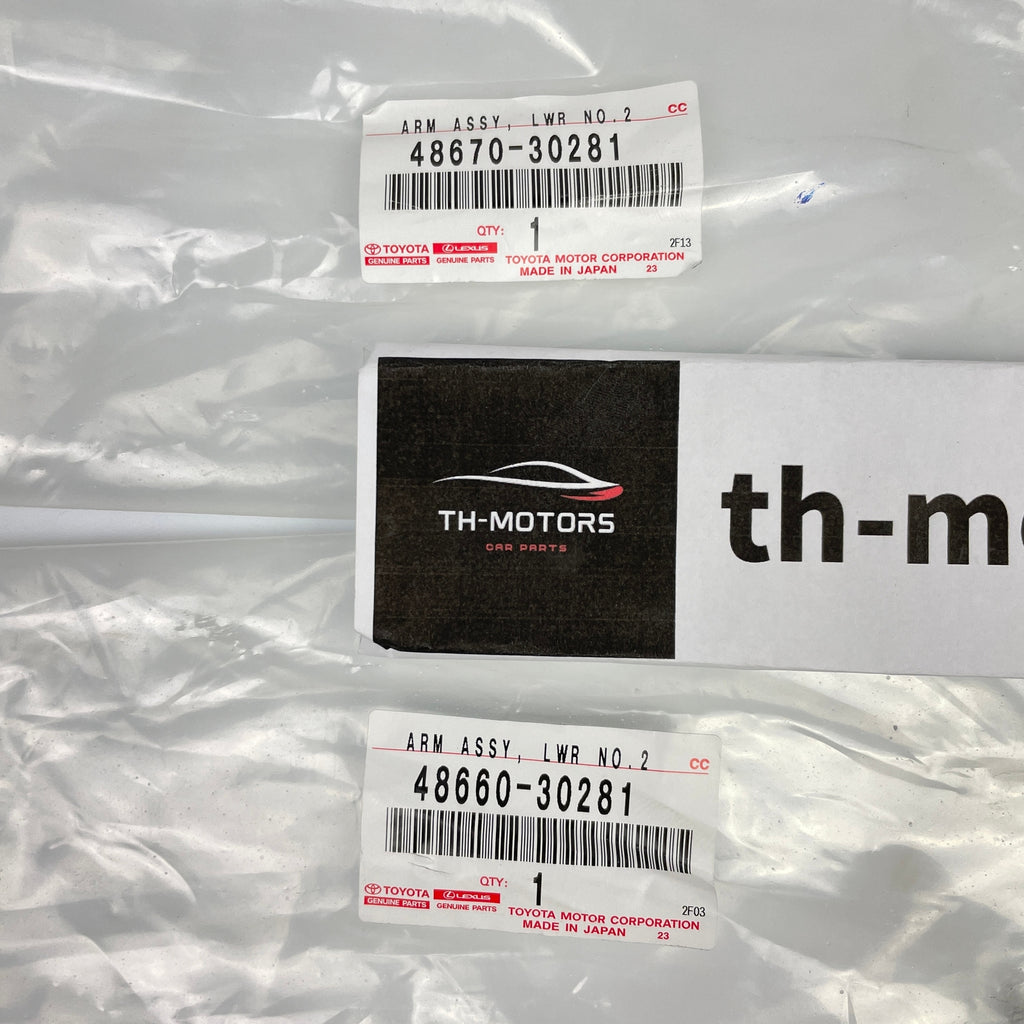 ARM ASSY, LWR NO.2
CC
48670-30281
QTY: 1
2F13
TOYOTA
GENUINE PARTS
LEXUS
GENUINE PARTS
TOYOTA MOTOR CORPORATION
MADE IN JAPAN 23
TH-MOTORS
CAR PARTS
th-m
ARM ASSY, LWR NO.2
CC
48660-30281
QTY: 1
2F03
TOYOTA
GENUINE PARTS
LEXUS
GENUINE PARTS
TOYOTA MOTOR CORPORATION
MADE IN JAPAN 23